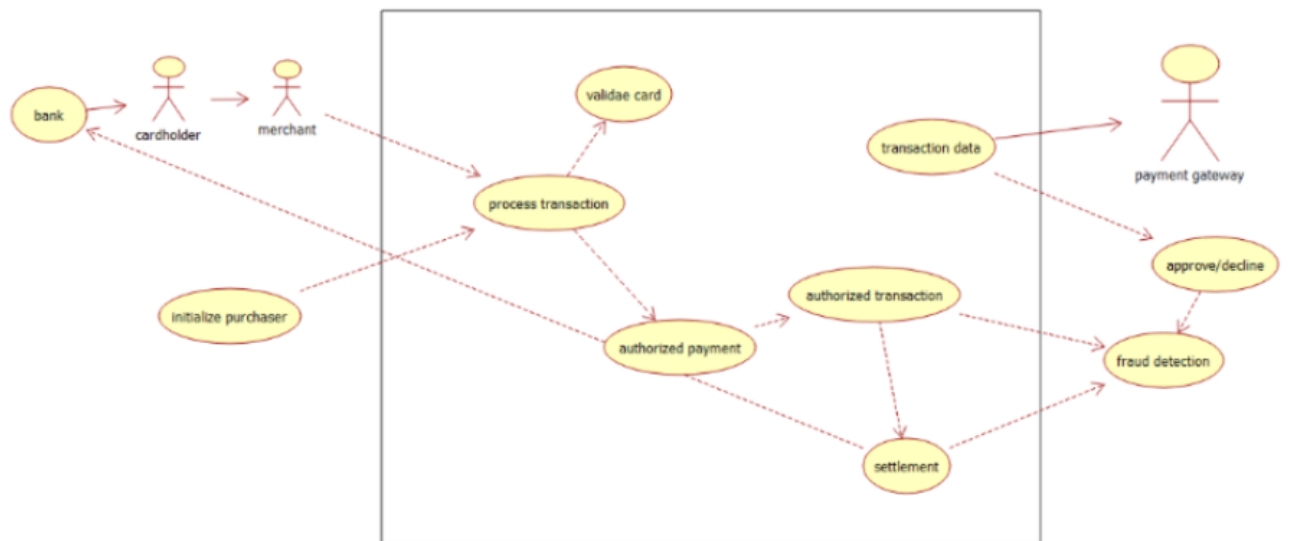 bank
cardholder
merchant
validae card
transaction data
payment gateway
process transaction
approve/decline
initialize purchaser
authorized transaction
authorized payment
fraud detection
settlement